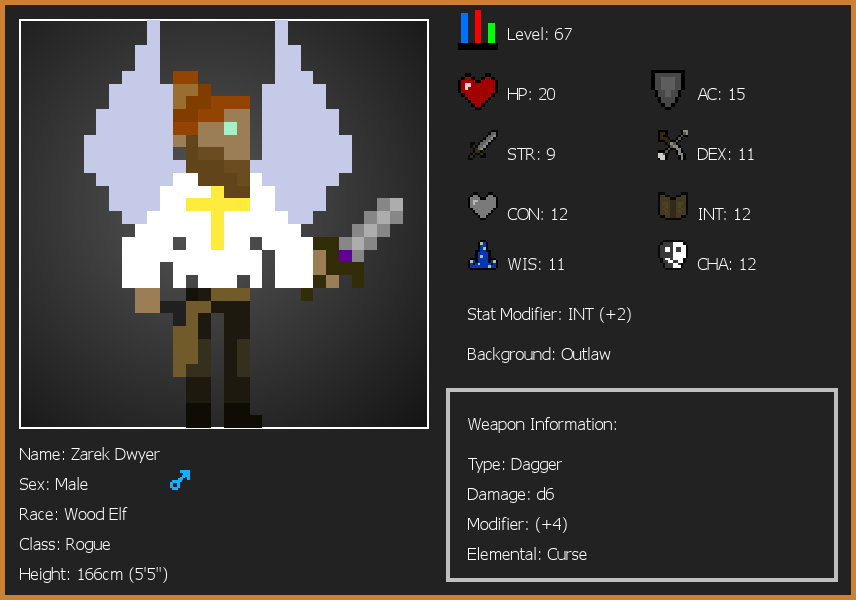 Level: 67
HP: 20
AC: 15
STR: 9
DEX: 11
CON: 12
INT: 12
WIS: 11
CHA: 12
Stat Modifier: INT (+2)
Background: Outlaw
Weapon Information:
Type: Dagger
Damage: d6
Modifier: (+4)
Elemental: Curse
Name: Zarek Dwyer
Sex: Male
Race: Wood Elf
Class: Rogue
Height: 166cm (5'5")